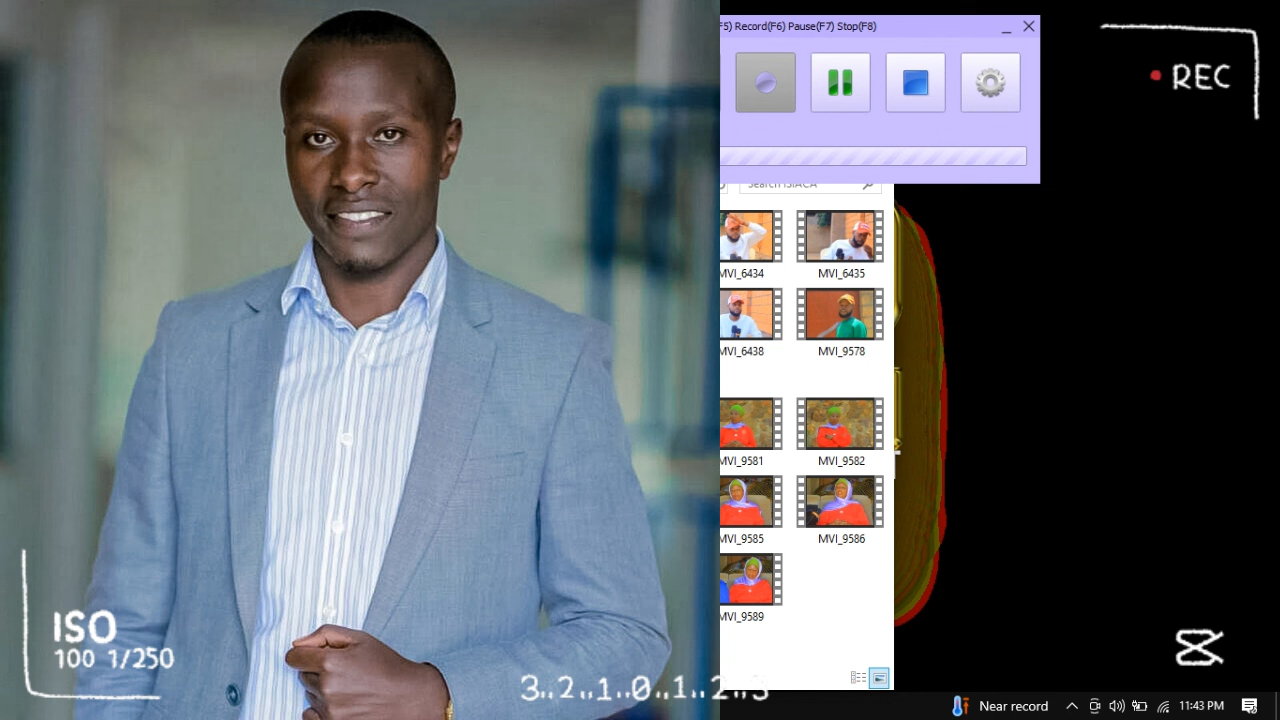 F5) Record(F6) Pause(F7) Stop(F8)
REC
MVI_6434 MVI_6435
MVI_6438 MVI_9578
MVI_9581 MVI_9582
MVI_9585 MVI_9586
MVI_9589
ISO
100 1/250
3..2..1..0..1..2..3
Near record 11:43 PM